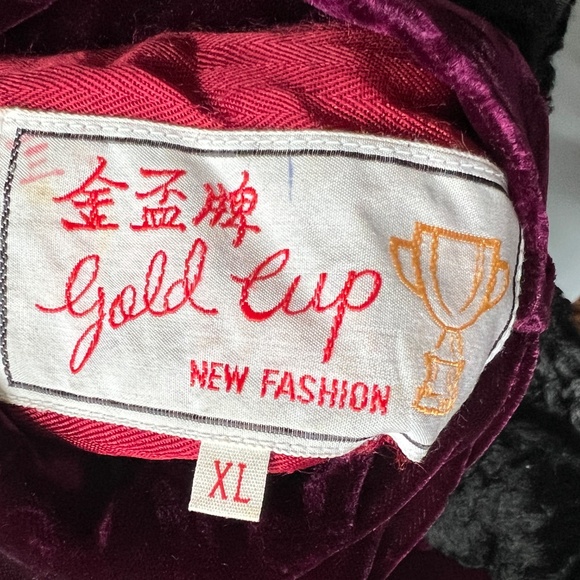 金盃牌
Gold Cup
NEW FASHION
XL